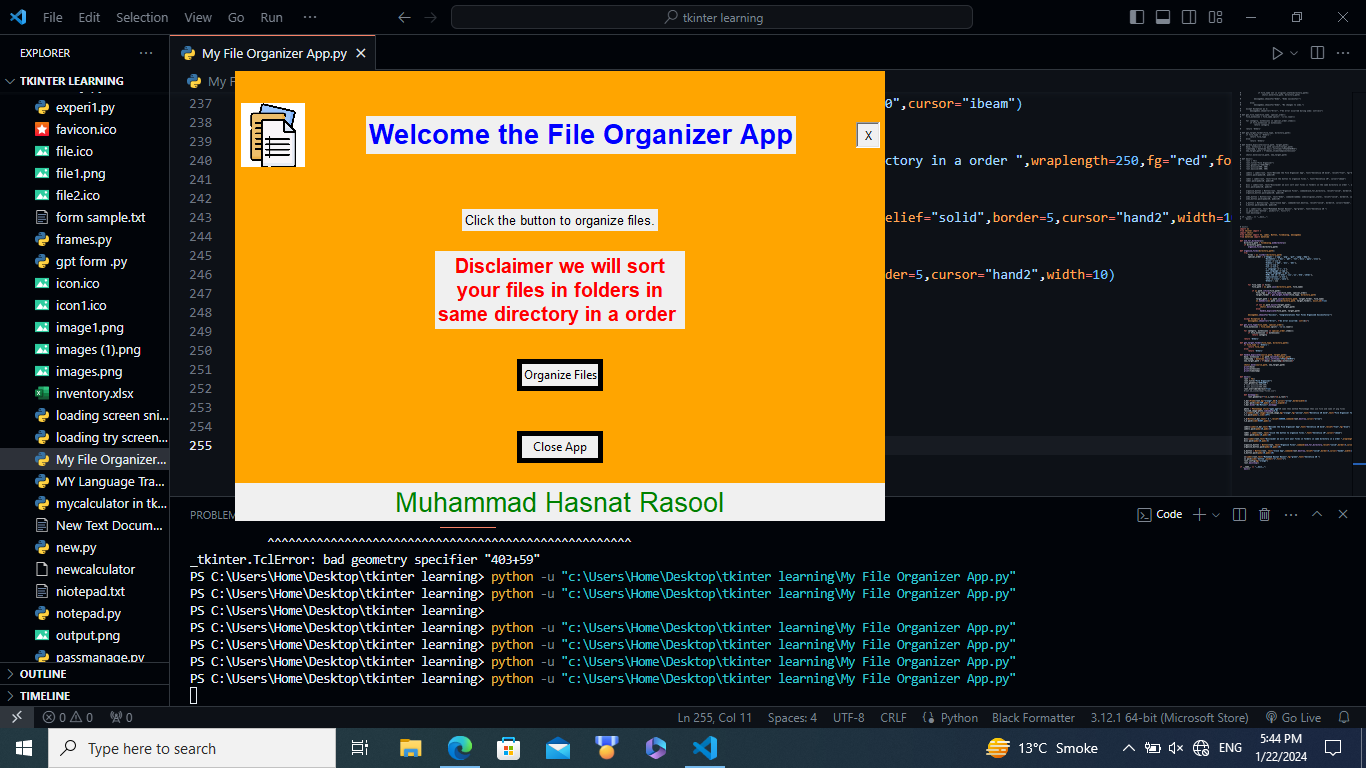 File Edit Selection View Go Run ···
tkinter learning
EXPLORER ···
My File Organizer App.py
TKINTER LEARNING
experi1.py
favicon.ico
file.ico
file1.png
file2.ico
form sample.txt
frames.py
gpt form .py
icon.ico
icon1.ico
image1.png
images (1).png
images.png
inventory.xlsx
loading screen sni...
loading try screen...
My File Organizer...
MY Language Tra...
mycalculator in tk...
New Text Docum...
new.py
newcalculator
niotepad.txt
notepad.py
output.png
passmanage.py
OUTLINE
TIMELINE
My F
237 0",cursor="ibeam")
238
239
240 ctory in a order ",wraplength=250,fg="red",fo
241
242
243 elief="solid",border=5,cursor="hand2",width=1
244
245
246 der=5,cursor="hand2",width=10)
247
248
249
250
251
252
253
254
255
Welcome the File Organizer App
X
Click the button to organize files.
Disclaimer we will sort
your files in folders in
same directory in a order
Organize Files
Close App
Muhammad Hasnat Rasool
PROBLEM
Code
^^^^^^^^^^^^^^^^^^^^^^^^^^^^^^^^^^^^^^^^^^^^^^^^^^^^
_tkinter.TclError: bad geometry specifier "403+59"
PS C:\Users\Home\Desktop\tkinter learning> python -u "c:\Users\Home\Desktop\tkinter learning\My File Organizer App.py"
PS C:\Users\Home\Desktop\tkinter learning> python -u "c:\Users\Home\Desktop\tkinter learning\My File Organizer App.py"
PS C:\Users\Home\Desktop\tkinter learning>
PS C:\Users\Home\Desktop\tkinter learning> python -u "c:\Users\Home\Desktop\tkinter learning\My File Organizer App.py"
PS C:\Users\Home\Desktop\tkinter learning> python -u "c:\Users\Home\Desktop\tkinter learning\My File Organizer App.py"
PS C:\Users\Home\Desktop\tkinter learning> python -u "c:\Users\Home\Desktop\tkinter learning\My File Organizer App.py"
PS C:\Users\Home\Desktop\tkinter learning> python -u "c:\Users\Home\Desktop\tkinter learning\My File Organizer App.py"
0 0 0 Ln 255, Col 11 Spaces: 4 UTF-8 CRLF Python Black Formatter 3.12.1 64-bit (Microsoft Store) Go Live
Type here to search
13°C Smoke
ENG
5:44 PM
1/22/2024